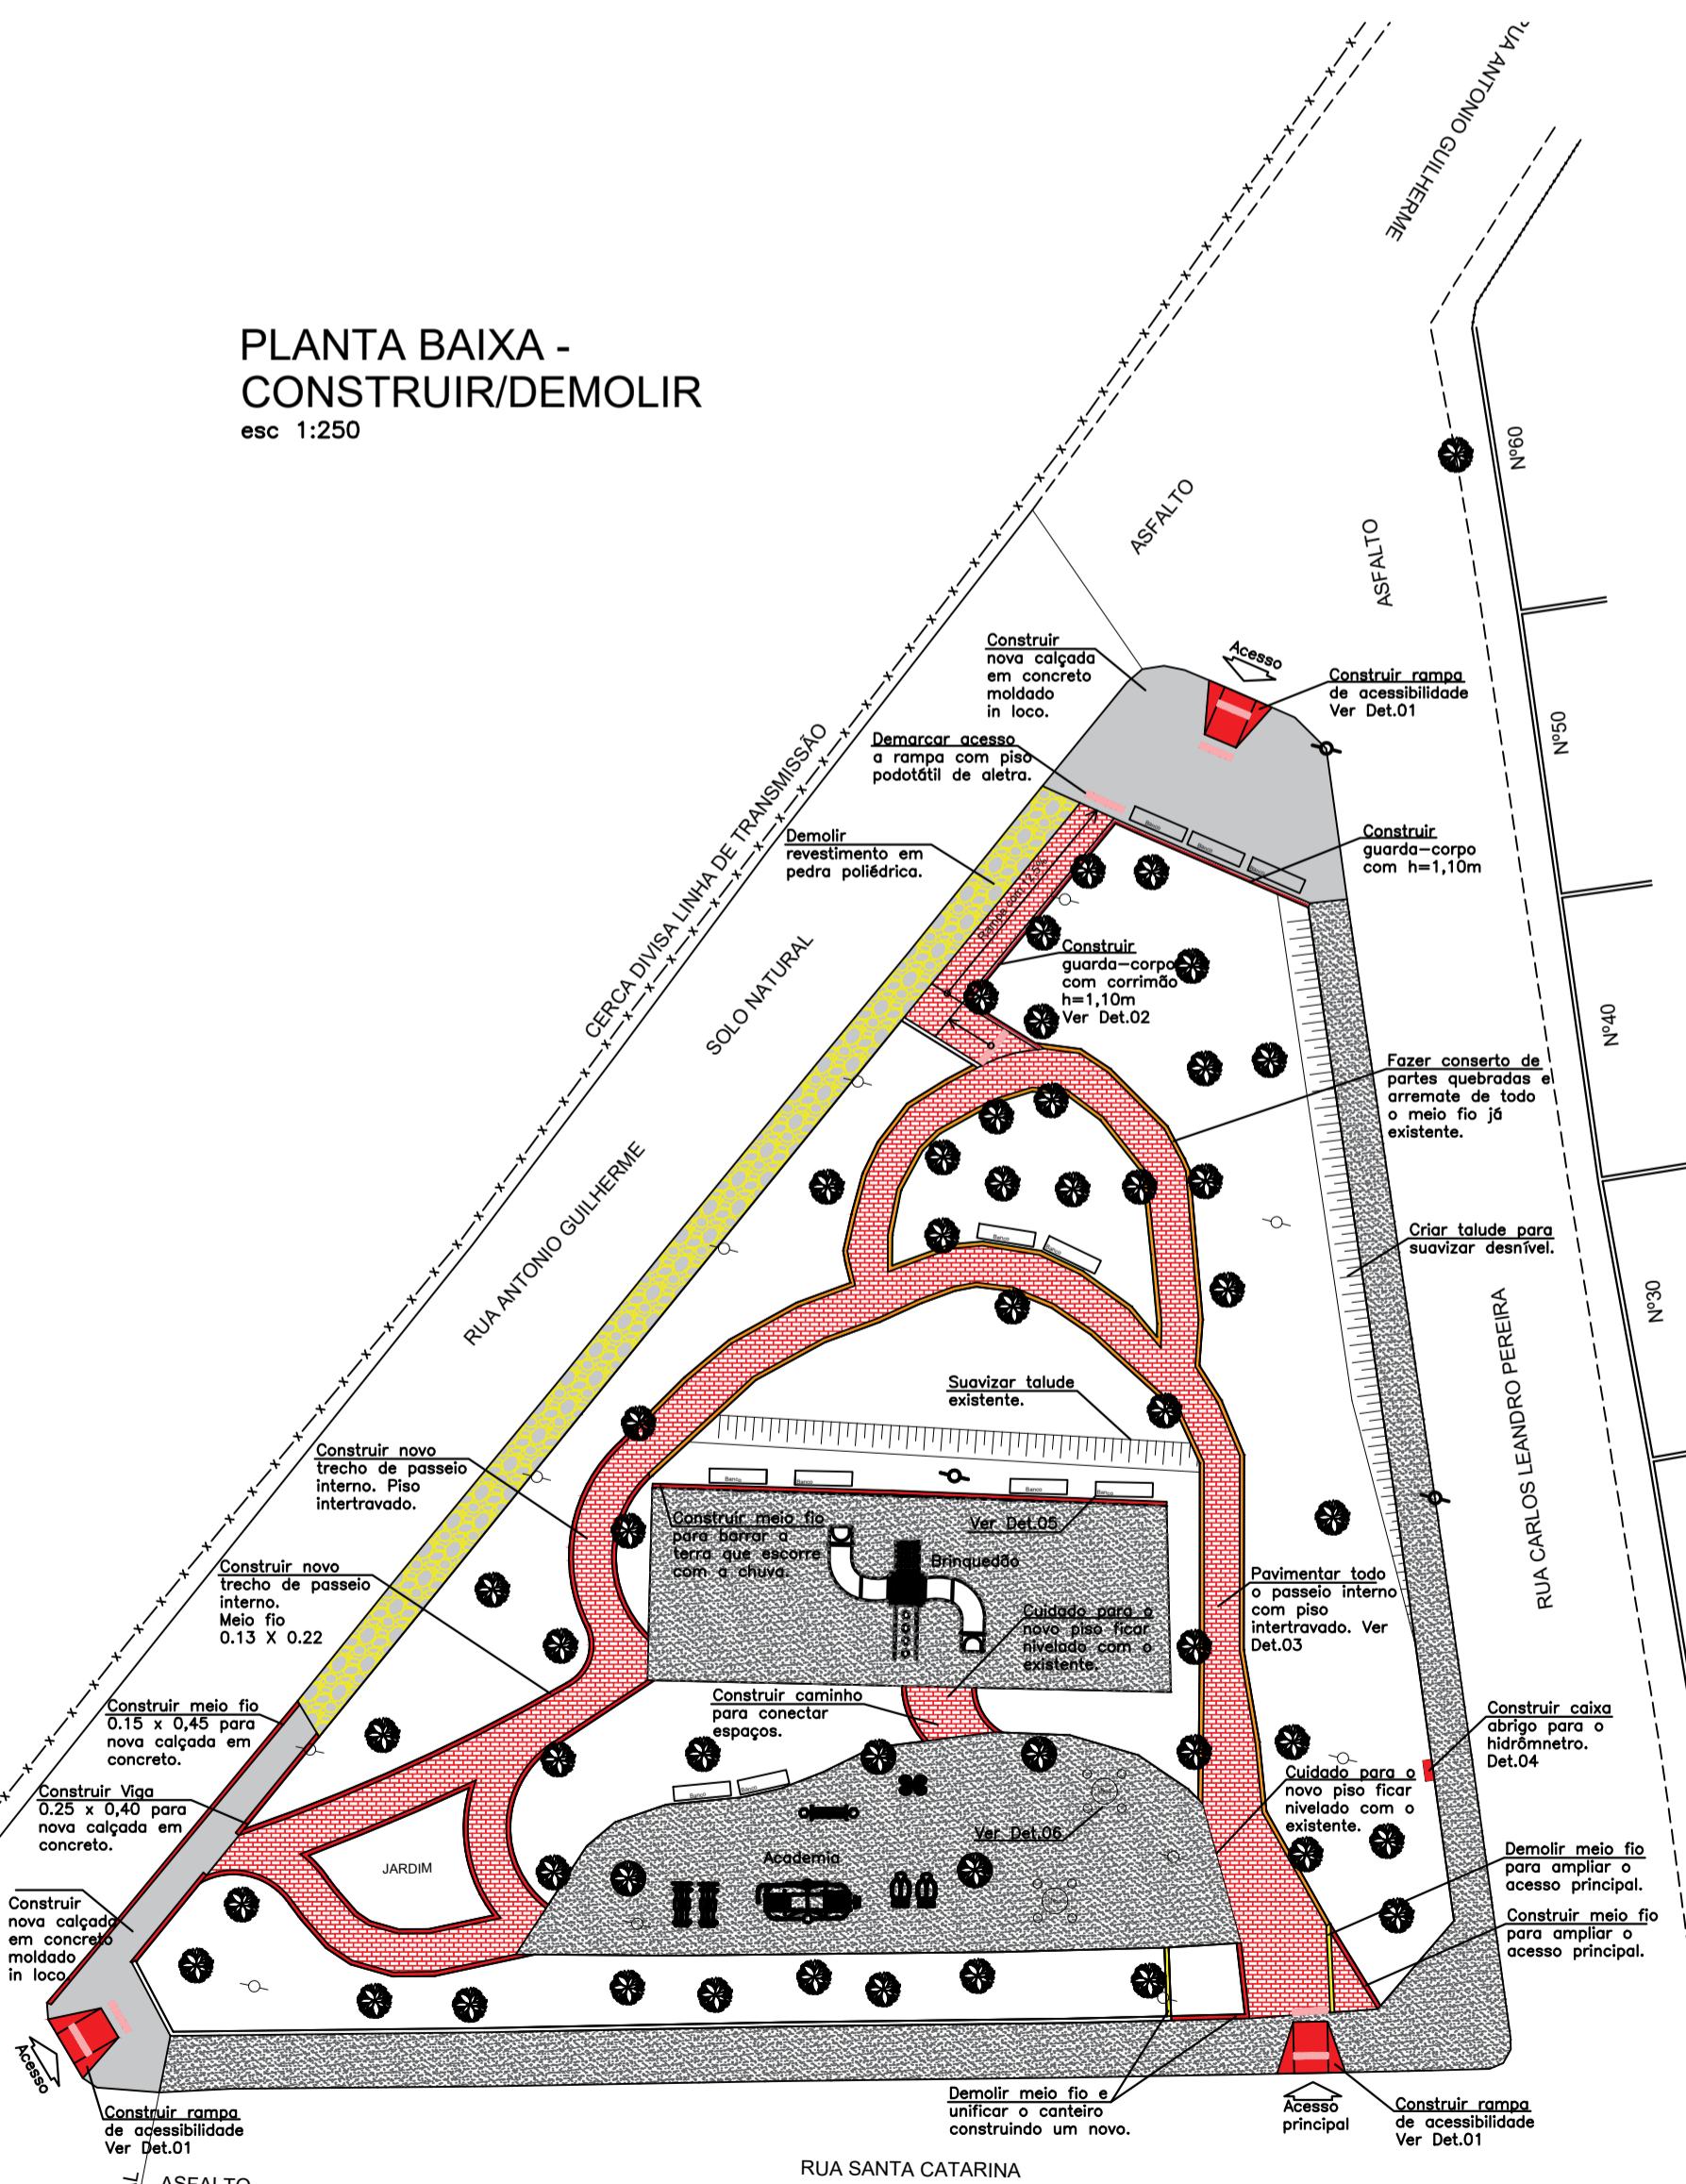 RUA ANTONIO GUILHERME
PLANTA BAIXA -
CONSTRUIR/DEMOLIR
esc 1:250
Nº60
ASFALTO
ASFALTO
Construir
nova calçada
em concreto
moldado
in loco.
Acesso
Construir rampa
de acessibilidade
Ver Det.01
Nº50
Demarcar acesso
a rampa com piso
podotátil de aletra.
CERCA DIVISA LINHA DE TRANSMISSÃO
Demolir
revestimento em
pedra poliédrica.
Banco
Banco
Banco
Construir
guarda-corpo
com h=1,10m
SOLO NATURAL
Construir
guarda-corpo
com corrimão
h=1,10m
Ver Det.02
Nº40
Fazer conserto de
partes quebradas e
arremate de todo
o meio fio já
existente.
RUA ANTONIO GUILHERME
Banco
Banco
Criar talude para
suavizar desnível.
Nº30
RUA CARLOS LEANDRO PEREIRA
Suavizar talude
existente.
Construir novo
trecho de passeio
interno. Piso
intertravado.
Banco
Banco
Banco
Banco
Construir meio fio
para barrar a
terra que escorre
com a chuva.
Ver Det.05
Brinquedão
Construir novo
trecho de passeio
interno.
Meio fio
0.13 X 0.22
Pavimentar todo
o passeio interno
com piso
intertravado. Ver
Det.03
Cuidado para o
novo piso ficar
nivelado com o
existente.
Construir caminho
para conectar
espaços.
Construir meio fio
0.15 x 0,45 para
nova calçada em
concreto.
Construir caixa
abrigo para o
hidrômnetro.
Det.04
Banco
Banco
Cuidado para o
novo piso ficar
nivelado com o
existente.
Construir Viga
0.25 x 0,40 para
nova calçada em
concreto.
Ver Det.06
Academia
JARDIM
Demolir meio fio
para ampliar o
acesso principal.
Construir
nova calçada
em concreto
moldado
in loco.
Construir meio fio
para ampliar o
acesso principal.
Acesso
Construir rampa
de acessibilidade
Ver Det.01
Demolir meio fio e
unificar o canteiro
construindo um novo.
Acesso
principal
Construir rampa
de acessibilidade
Ver Det.01
RUA SANTA CATARINA
ASFALTO